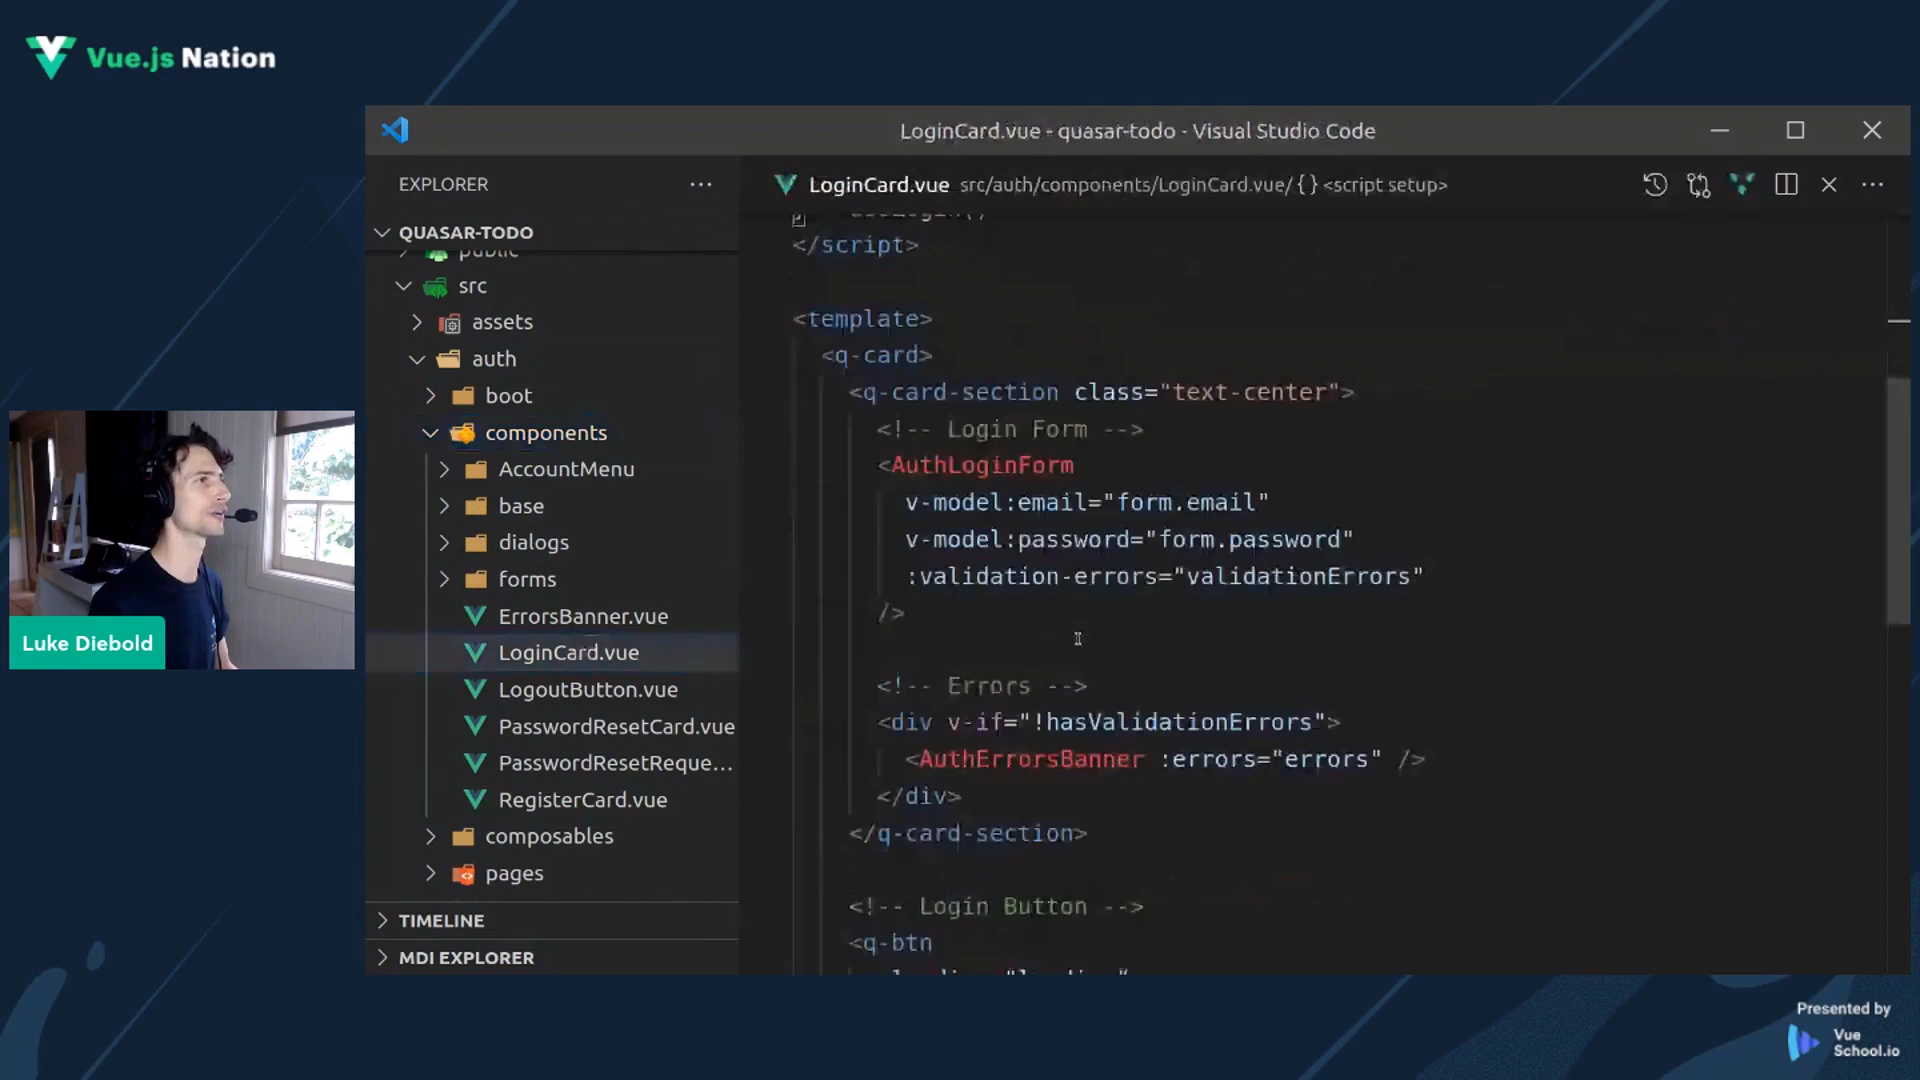 Vue.js Nation
LoginCard.vue - quasar-todo - Visual Studio Code
EXPLORER
LoginCard.vue src/auth/components/LoginCard.vue/{} <script setup>
QUASAR-TODO
public
src
assets
auth
boot
components
AccountMenu
base
dialogs
forms
ErrorsBanner.vue
LoginCard.vue
LogoutButton.vue
PasswordResetCard.vue
PasswordResetReque...
RegisterCard.vue
composables
pages
TIMELINE
MDI EXPLORER
</script>
<template>
<q-card>
<q-card-section class="text-center">
<!-- Login Form -->
<AuthLoginForm
v-model:email="form.email"
v-model:password="form.password"
:validation-errors="validationErrors"
/>
<!-- Errors -->
<div v-if="!hasValidationErrors">
<AuthErrorsBanner :errors="errors" />
</div>
</q-card-section>
<!-- Login Button -->
<q-btn
Luke Diebold
Presented by
Vue
School.io